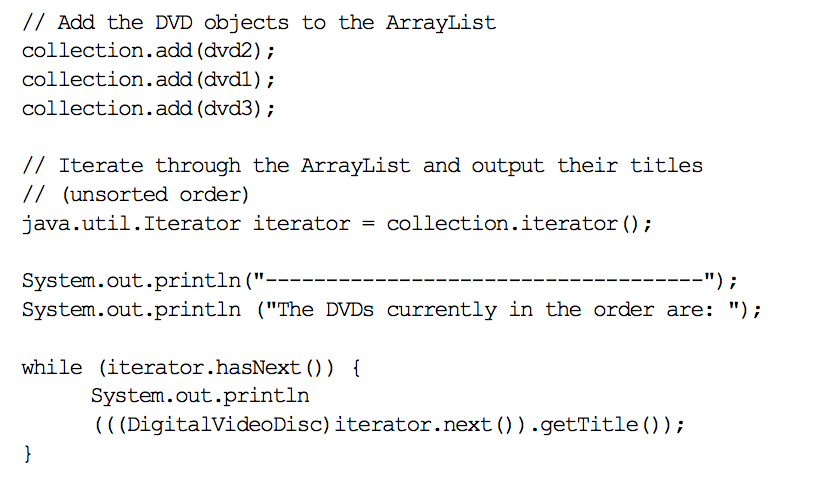 // Add the DVD objects to the ArrayList
collection.add(dvd2);
collection.add(dvd1);
collection.add(dvd3);
// Iterate through the ArrayList and output their titles
// (unsorted order)
java.util.Iterator iterator = collection.iterator();
System.out.println("------------------------------------");
System.out.println ("The DVDs currently in the order are: ");
while (iterator.hasNext()) {
System.out.println
(((DigitalVideoDisc)iterator.next()).getTitle());
}